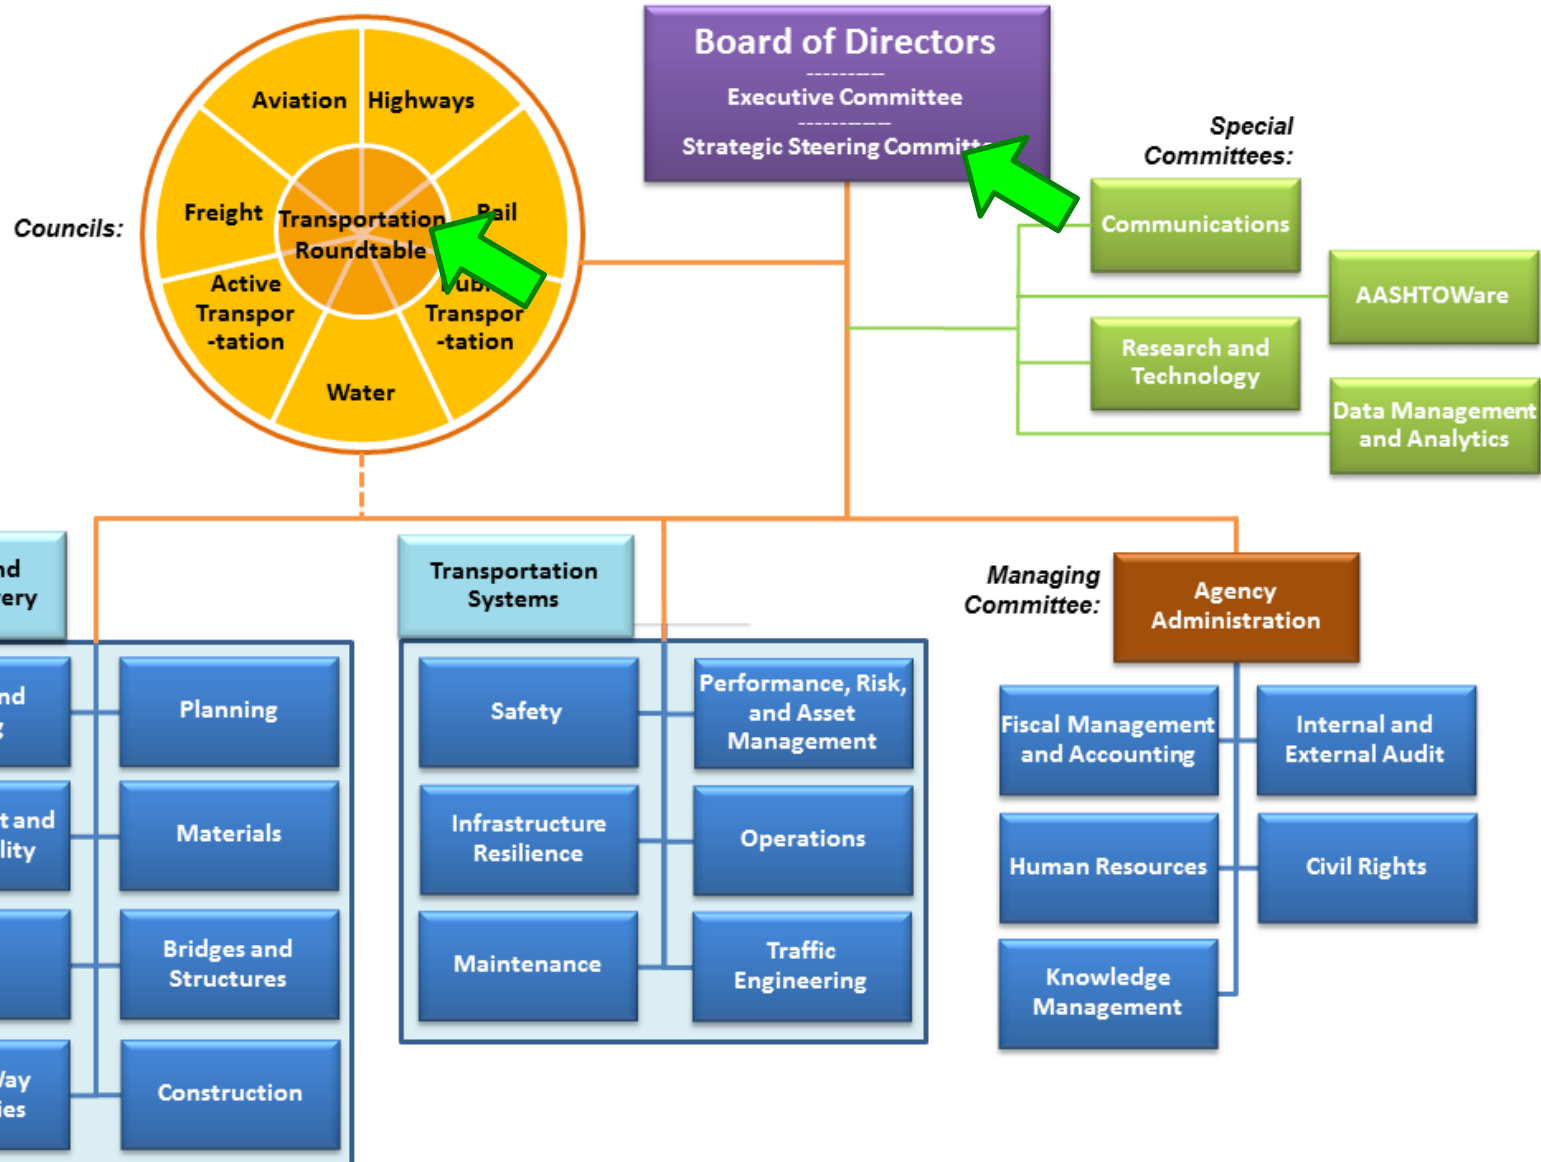 Board of Directors
----------
Executive Committee
------------
Strategic Steering
Councils:
Aviation
Highways
Freight
Transportation
Roundtable
Active
Transpor
-tation
Transpor
-tation
Water
Special
Committees:
Communications
AASHTOWare
Research and
Technology
Data Management
and Analytics
Transportation
Systems
Managing
Committee:
Agency
Administration
Planning
Materials
Bridges and
Structures
Construction
Safety
Performance, Risk,
and Asset
Management
Infrastructure
Resilience
Operations
Maintenance
Traffic
Engineering
Fiscal Management
and Accounting
Internal and
External Audit
Human Resources
Civil Rights
Knowledge
Management
and